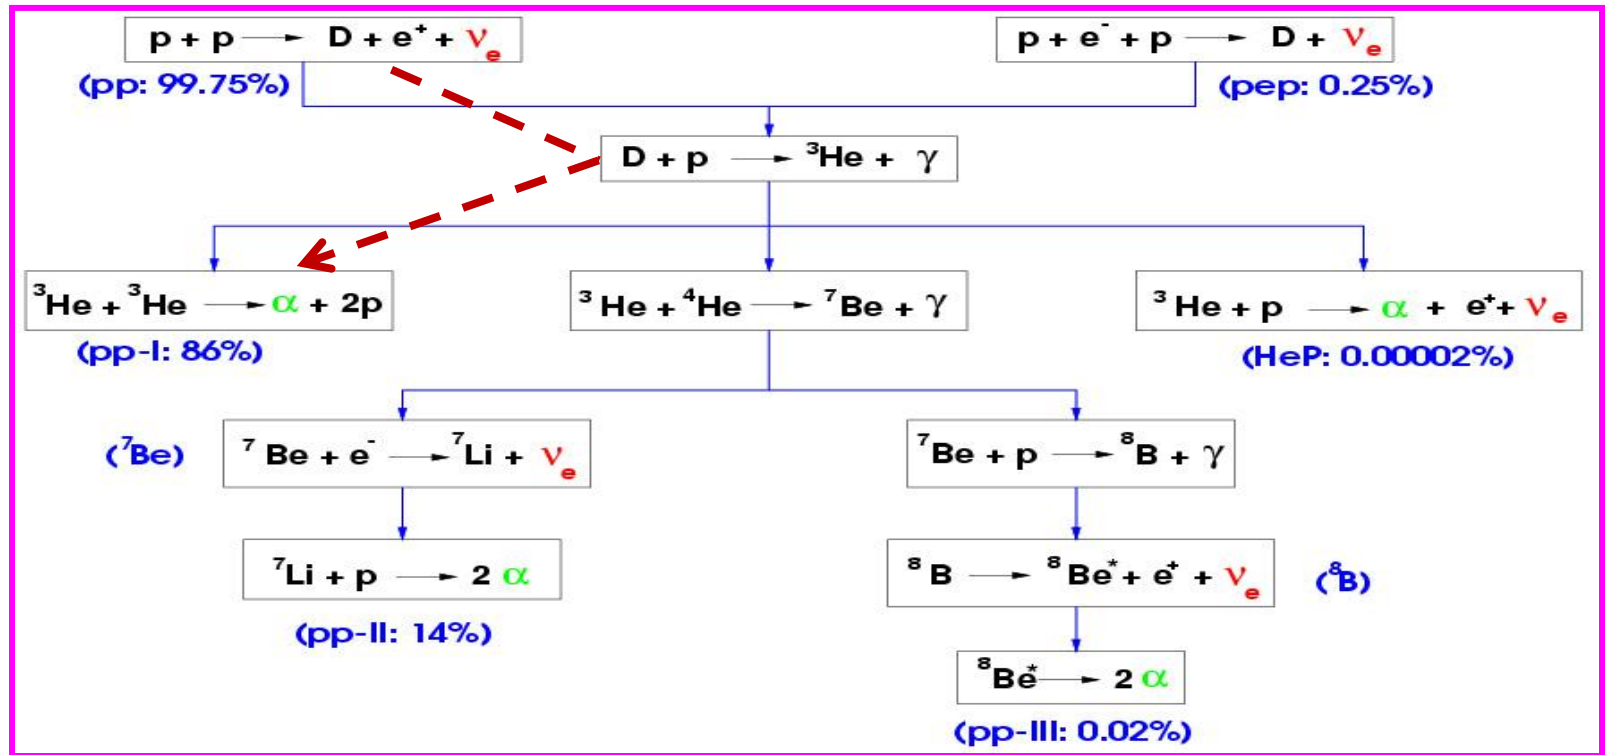 p + p ⟶ D + e⁺ + νₑ
(pp: 99.75%)
p + e⁻ + p ⟶ D + νₑ
(pep: 0.25%)
D + p ⟶ ³He + γ
³He + ³He ⟶ α + 2p
(pp-I: 86%)
³He + ⁴He ⟶ ⁷Be + γ
³He + p ⟶ α + e⁺ + νₑ
(HeP: 0.00002%)
(⁷Be)
⁷Be + e⁻ ⟶ ⁷Li + νₑ
⁷Be + p ⟶ ⁸B + γ
⁷Li + p ⟶ 2 α
(pp-II: 14%)
⁸B ⟶ ⁸Be* + e⁺ + νₑ
(⁸B)
⁸Be* ⟶ 2 α
(pp-III: 0.02%)